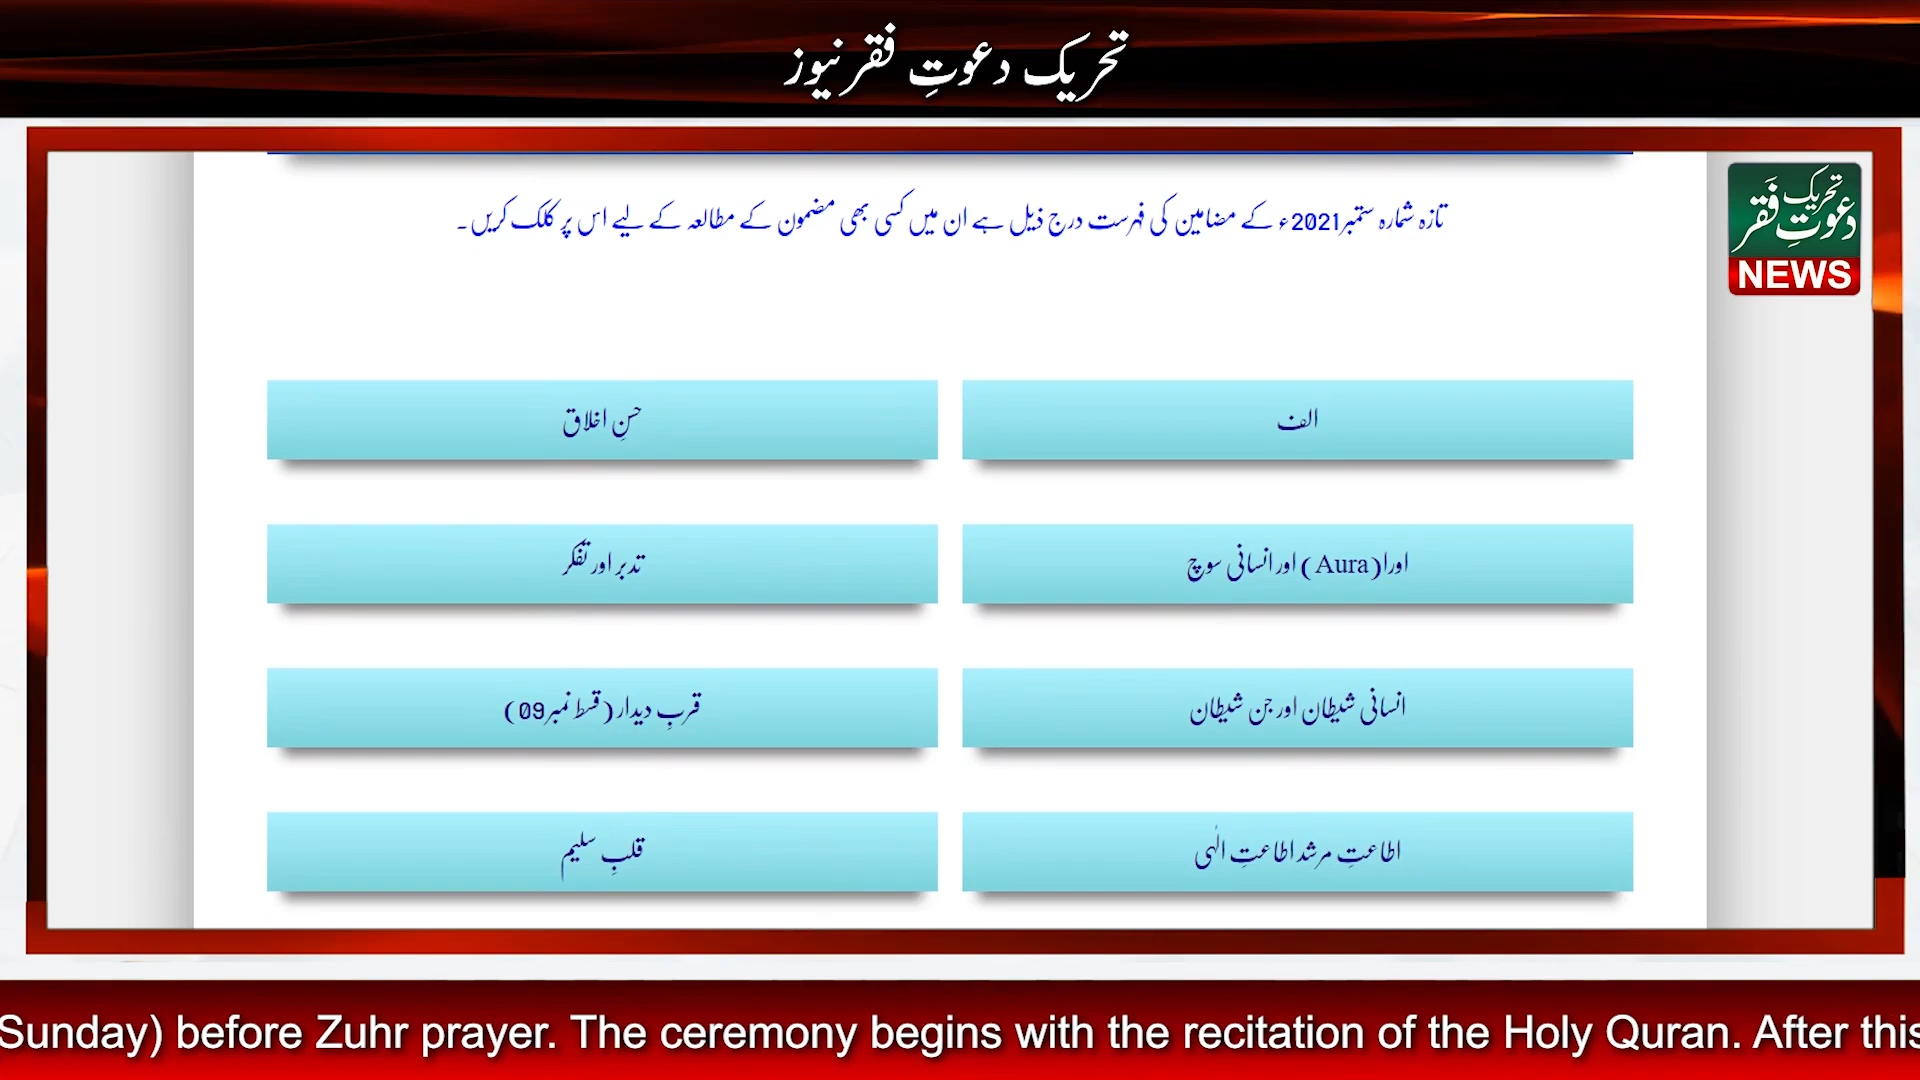 تحریک دعوتِ فقر نیوز
تحریک
دعوتِ فَقر
NEWS
تازہ شمارہ ستمبر 2021ء کے مضامین کی فہرست درج ذیل ہے ان میں کسی بھی مضمون کے مطالعہ کے لیے اس پر کلک کریں۔
الف
حسنِ اخلاق
اورا (Aura) اور انسانی سوچ
تدبر اور تفکر
انسانی شیطان اور جن شیطان
قربِ دیدار (قسط نمبر 09)
اطاعتِ مرشد اطاعتِ الٰہی
قلبِ سلیم
Sunday) before Zuhr prayer. The ceremony begins with the recitation of the Holy Quran. After this